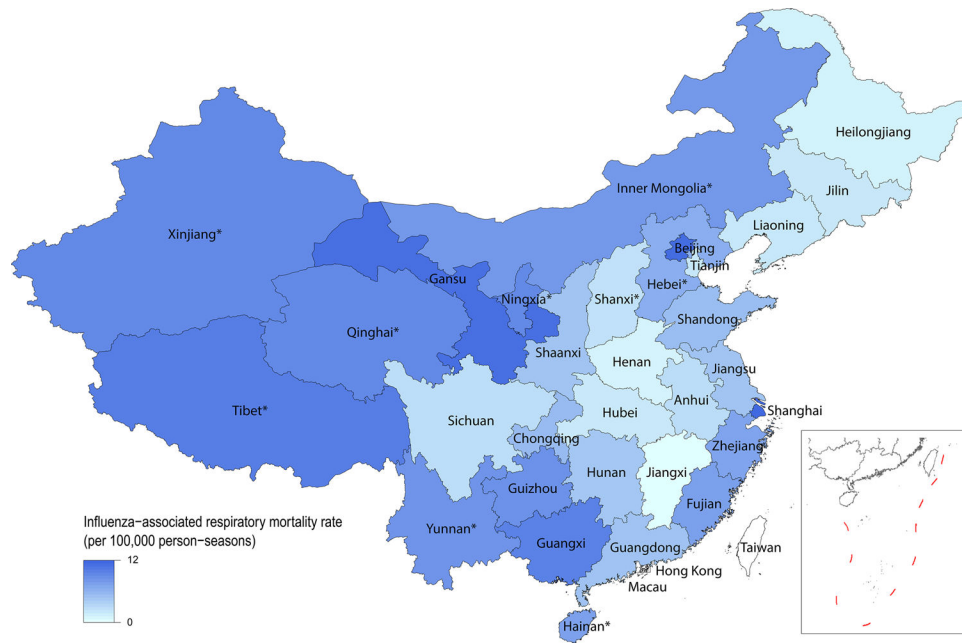 Heilongjiang
Jilin
Inner Mongolia*
Liaoning
Xinjiang*
Beijing
Tianjin
Gansu
Hebei*
Ningxia*
Shanxi*
Shandong
Qinghai*
Shaanxi
Henan
Jiangsu
Tibet*
Anhui
Shanghai
Sichuan
Hubei
Chongqing
Zhejiang
Hunan
Jiangxi
Guizhou
Fujian
Yunnan*
Guangxi
Guangdong
Taiwan
Hong Kong
Macau
Hainan*
Influenza−associated respiratory mortality rate
(per 100,000 person−seasons)
12
0